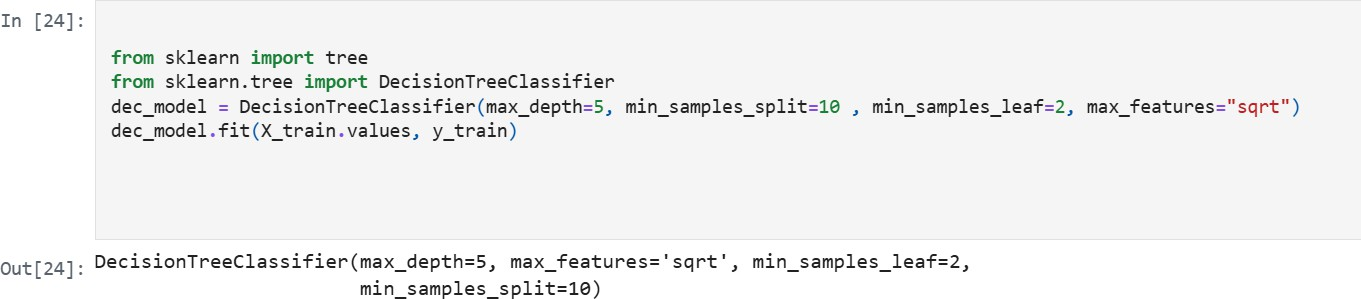 In [24]:
from sklearn import tree
from sklearn.tree import DecisionTreeClassifier
dec_model = DecisionTreeClassifier(max_depth=5, min_samples_split=10 , min_samples_leaf=2, max_features="sqrt")
dec_model.fit(X_train.values, y_train)
Out[24]: DecisionTreeClassifier(max_depth=5, max_features='sqrt', min_samples_leaf=2,
min_samples_split=10)